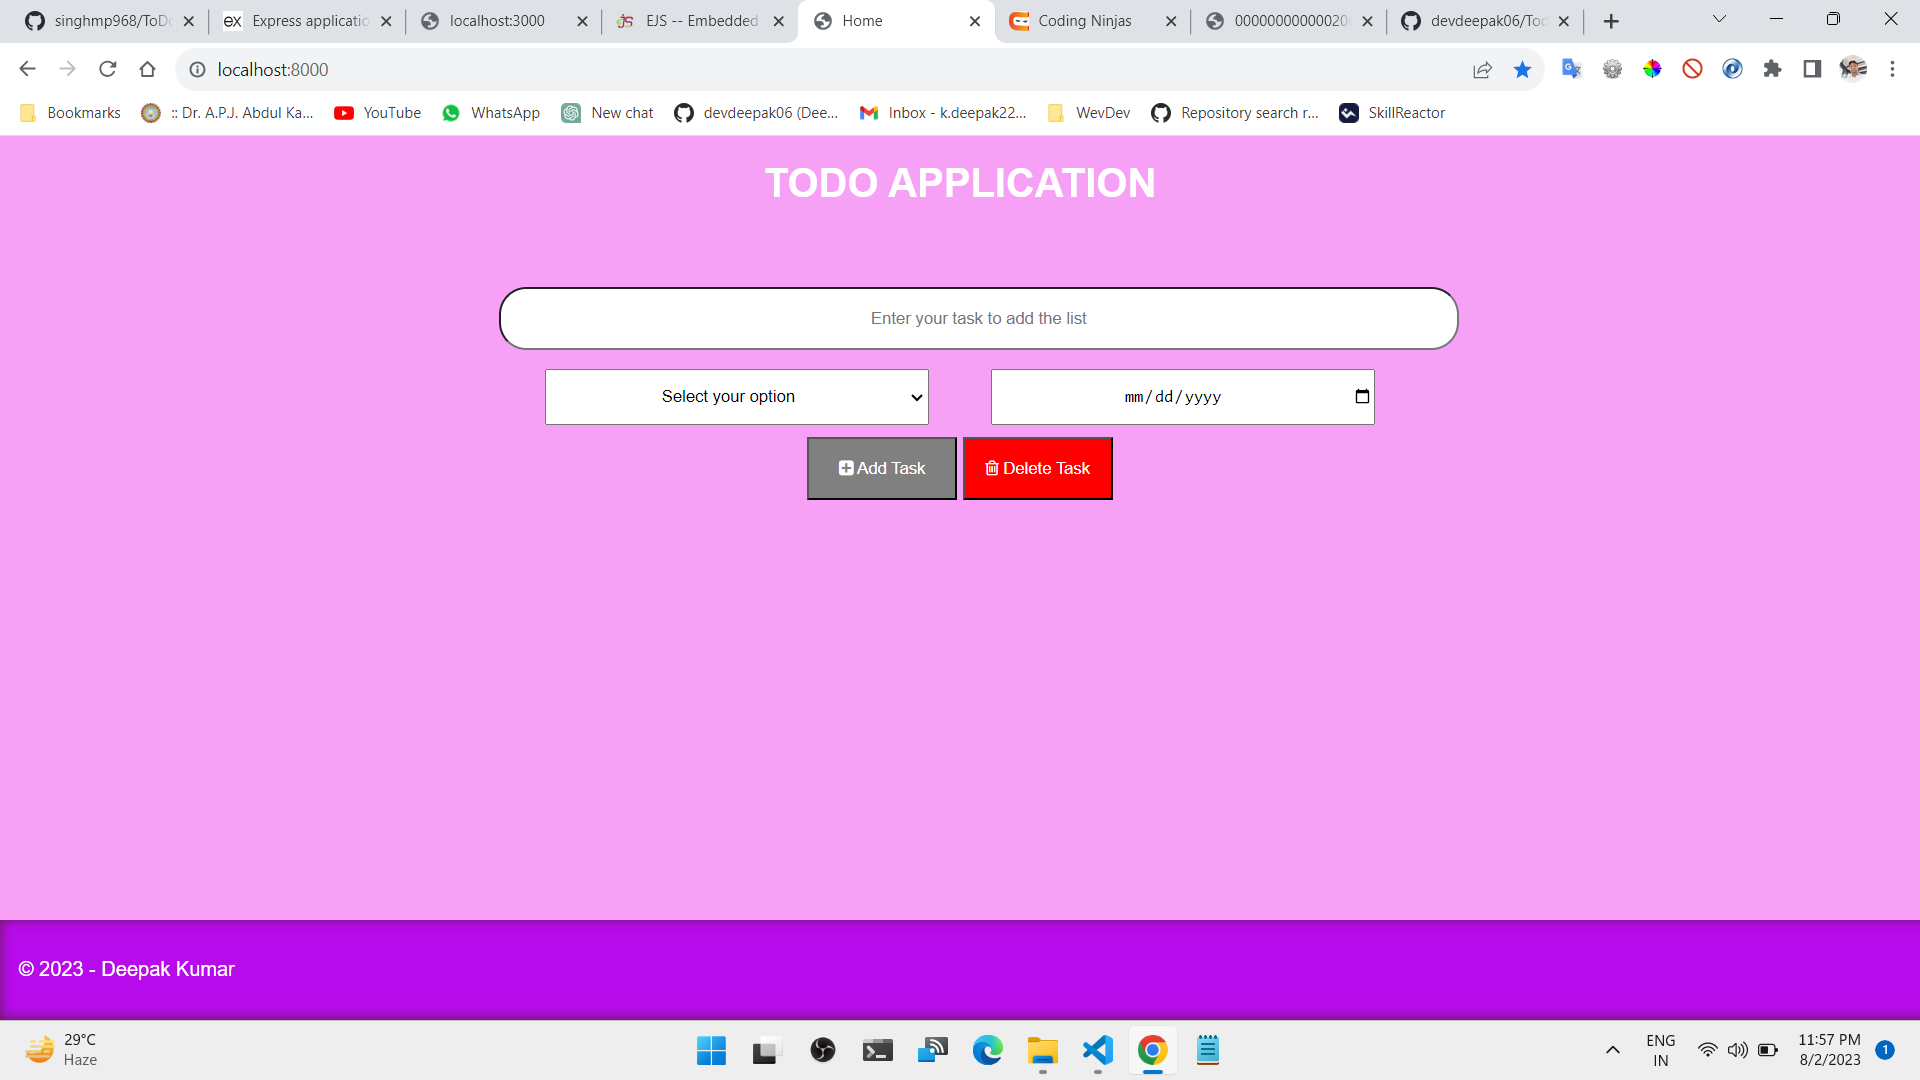 singhmp968/ToDo
Express applicatio
localhost:3000
EJS -- Embedded
Home
Coding Ninjas
devdeepak06/Tod
localhost:8000
Bookmarks
:: Dr. A.P.J. Abdul Ka...
YouTube
WhatsApp
New chat
devdeepak06 (Dee...
Inbox - k.deepak22...
WevDev
Repository search r...
SkillReactor
TODO APPLICATION
Enter your task to add the list
Select your option
mm/dd/yyyy
Add Task
Delete Task
© 2023 - Deepak Kumar
29°C
Haze
ENG
IN
11:57 PM
8/2/2023
1